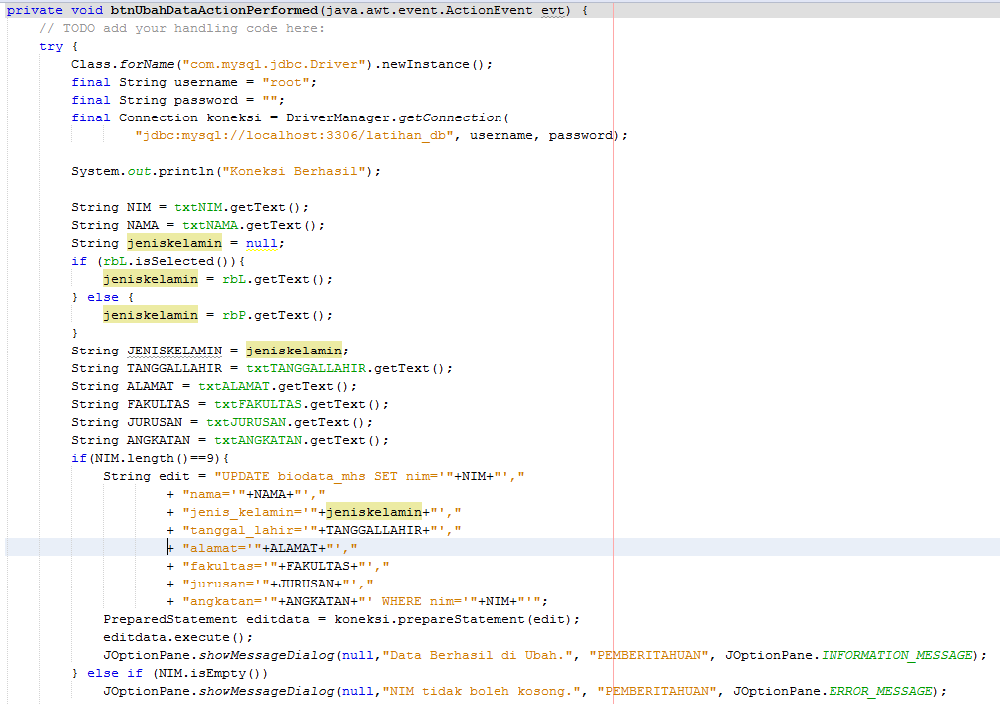 private void btnUbahDataActionPerformed(java.awt.event.ActionEvent evt) {
// TODO add your handling code here:
try {
Class.forName("com.mysql.jdbc.Driver").newInstance();
final String username = "root";
final String password = "";
final Connection koneksi = DriverManager.getConnection(
"jdbc:mysql://localhost:3306/latihan_db", username, password);
System.out.println("Koneksi Berhasil");
String NIM = txtNIM.getText();
String NAMA = txtNAMA.getText();
String jeniskelamin = null;
if (rbL.isSelected()){
jeniskelamin = rbL.getText();
} else {
jeniskelamin = rbP.getText();
}
String JENISKELAMIN = jeniskelamin;
String TANGGALLAHIR = txtTANGGALLAHIR.getText();
String ALAMAT = txtALAMAT.getText();
String FAKULTAS = txtFAKULTAS.getText();
String JURUSAN = txtJURUSAN.getText();
String ANGKATAN = txtANGKATAN.getText();
if(NIM.length()==9){
String edit = "UPDATE biodata_mhs SET nim='"+NIM+"',"
+ "nama='"+NAMA+"',"
+ "jenis_kelamin='"+jeniskelamin+"',"
+ "tanggal_lahir='"+TANGGALLAHIR+"',"
+ "alamat='"+ALAMAT+"',"
+ "fakultas='"+FAKULTAS+"',"
+ "jurusan='"+JURUSAN+"',"
+ "angkatan='"+ANGKATAN+"' WHERE nim='"+NIM+"'";
PreparedStatement editdata = koneksi.prepareStatement(edit);
editdata.execute();
JOptionPane.showMessageDialog(null,"Data Berhasil di Ubah.", "PEMBERITAHUAN", JOptionPane.INFORMATION_MESSAGE);
} else if (NIM.isEmpty())
JOptionPane.showMessageDialog(null,"NIM tidak boleh kosong.", "PEMBERITAHUAN", JOptionPane.ERROR_MESSAGE);